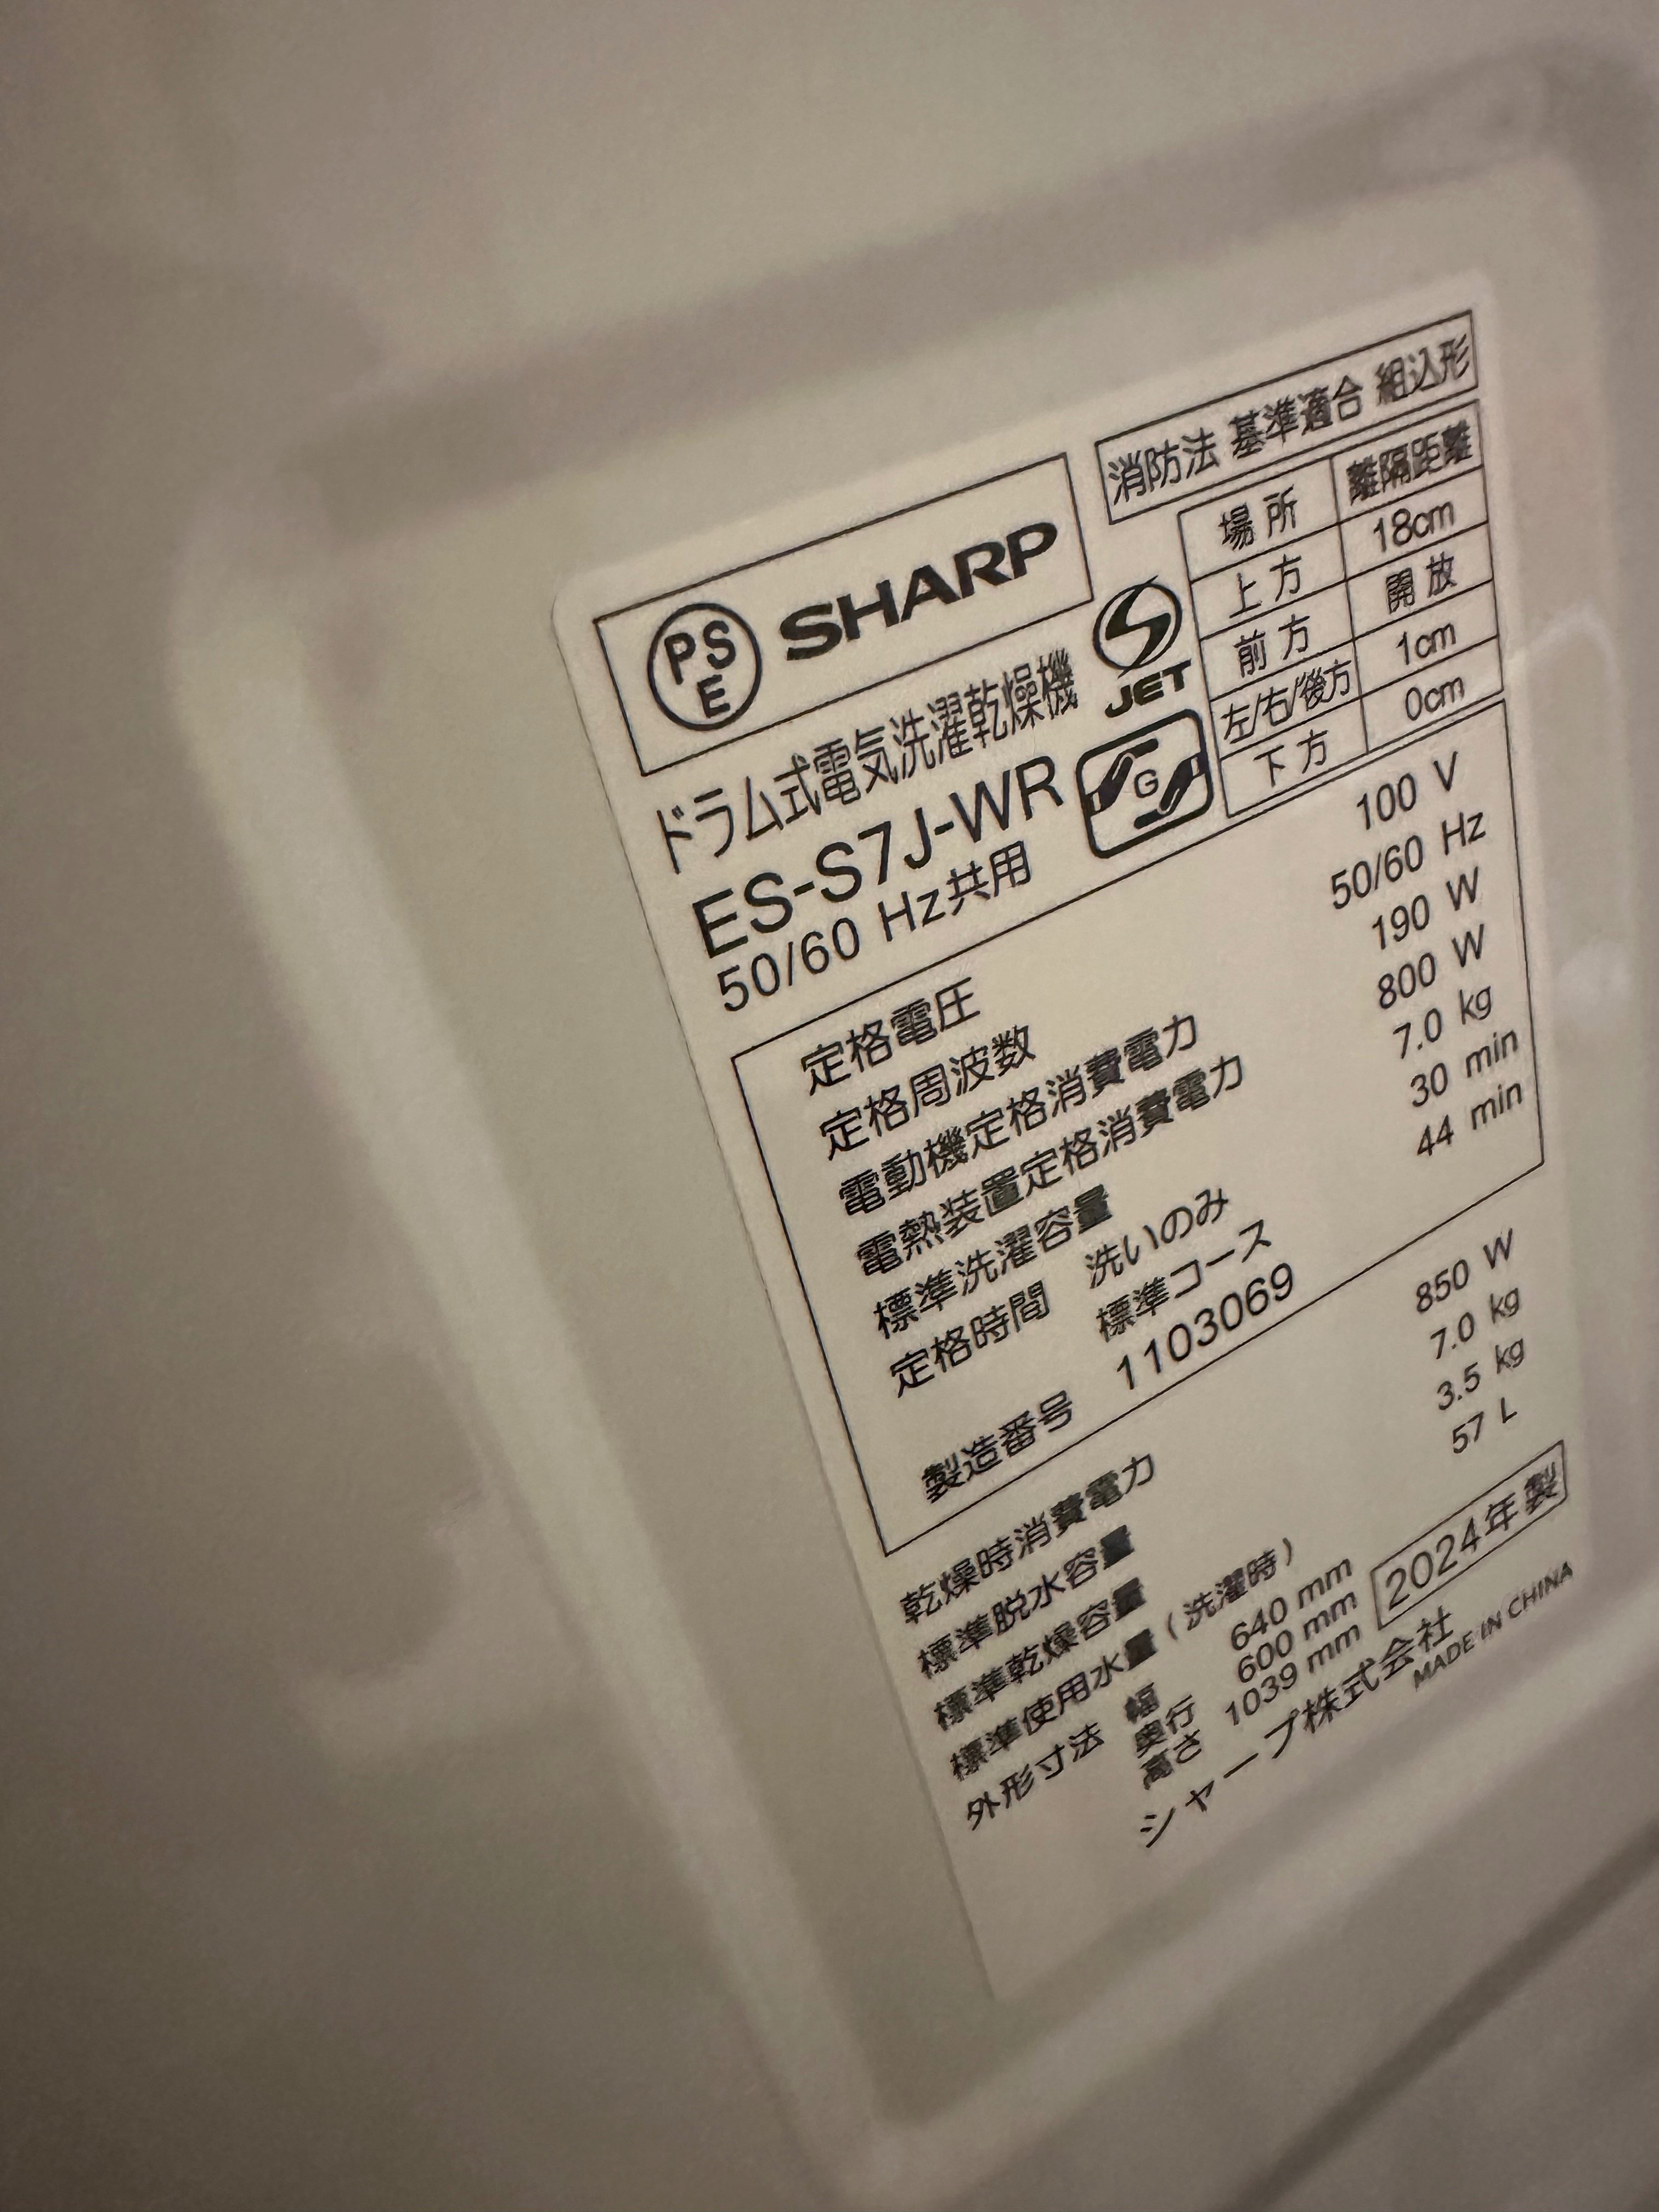 消防法 基準適合 組込形
PSE SHARP
場所 離隔距離
上方 18cm
前方 開放
左/右/後方 1cm
下方 0cm
JET
G
ドラム式電気洗濯乾燥機
ES-S7J-WR
50/60 Hz共用
定格電圧 100 V
定格周波数 50/60 Hz
電動機定格消費電力 190 W
電熱装置定格消費電力 800 W
標準洗濯容量 7.0 kg
定格時間 洗いのみ 30 min
標準コース 44 min
製造番号 1103069
乾燥時消費電力 850 W
標準脱水容量 7.0 kg
標準乾燥容量 3.5 kg
標準使用水量(洗濯時) 57 L
外形寸法 幅 640 mm
奥行 600 mm
高さ 1039 mm
2024年製
シャープ株式会社
MADE IN CHINA